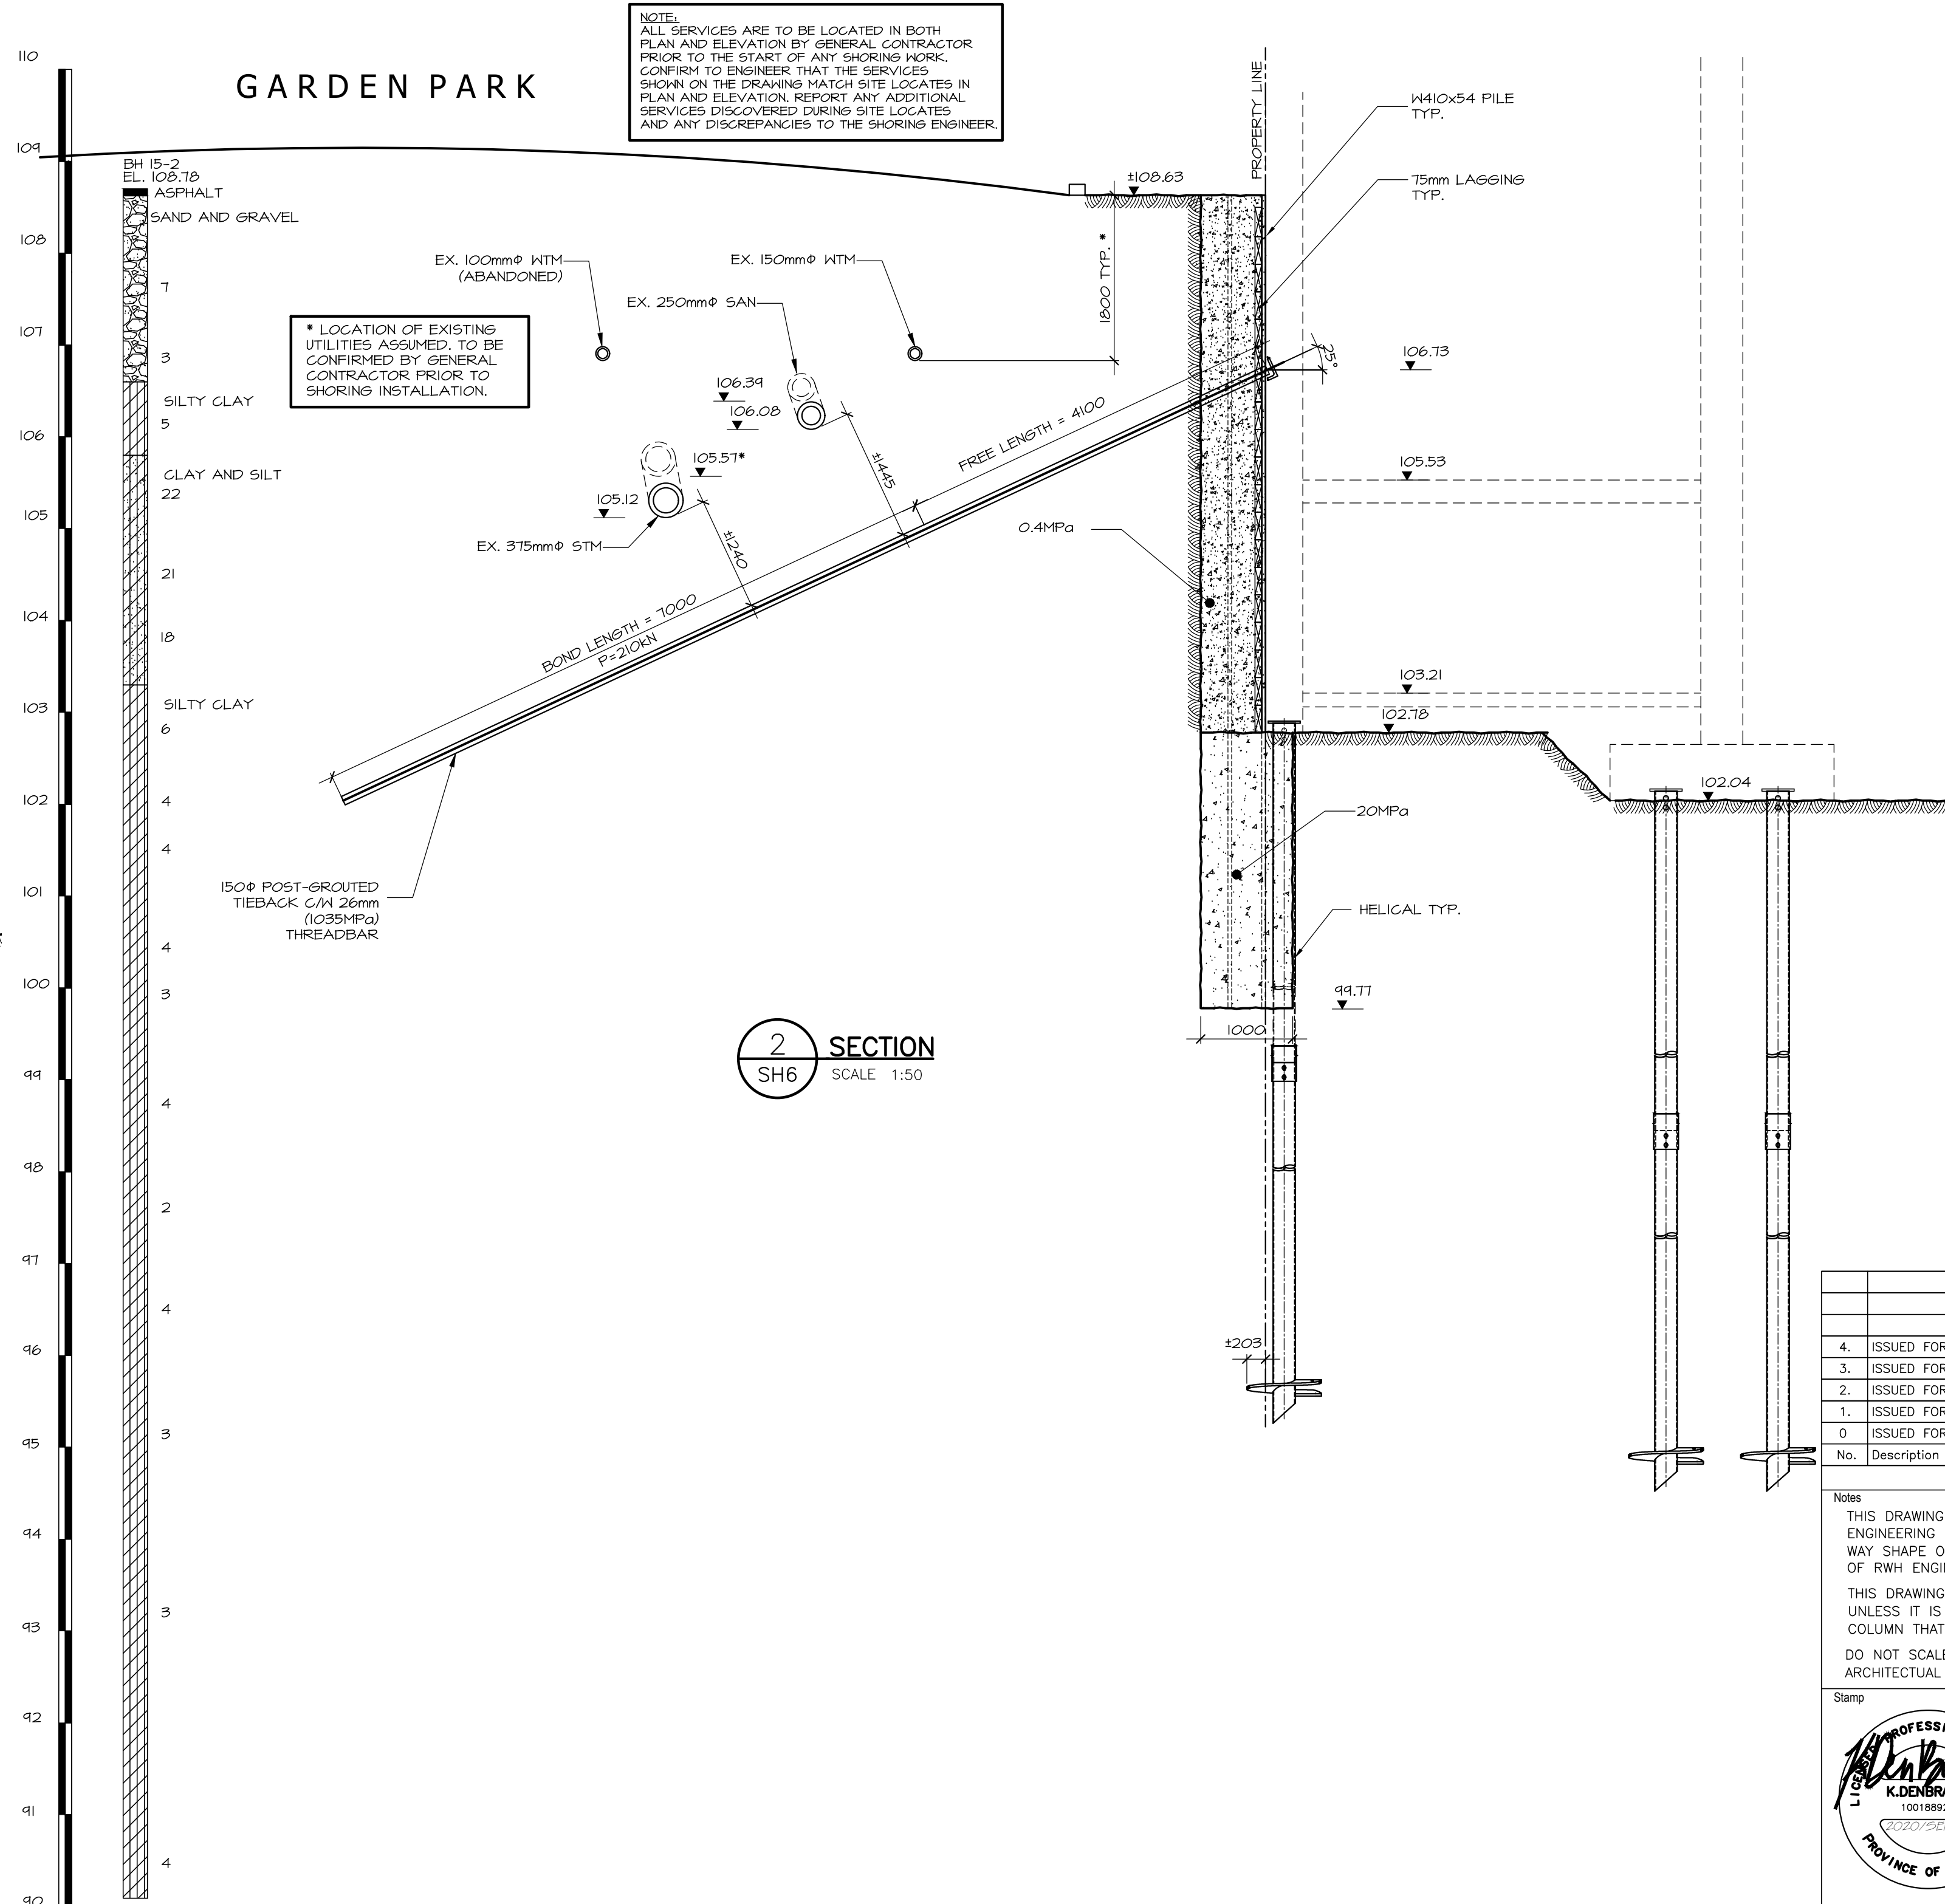 NOTE:
ALL SERVICES ARE TO BE LOCATED IN BOTH
PLAN AND ELEVATION BY GENERAL CONTRACTOR
PRIOR TO THE START OF ANY SHORING WORK.
CONFIRM TO ENGINEER THAT THE SERVICES
SHOWN ON THE DRAWING MATCH SITE LOCATES IN
PLAN AND ELEVATION. REPORT ANY ADDITIONAL
SERVICES DISCOVERED DURING SITE LOCATES
AND ANY DISCREPANCIES TO THE SHORING ENGINEER.
GARDEN PARK
110
109
108
107
106
105
104
103
102
101
100
99
98
97
96
95
94
93
92
91
90
BH 15-2
EL. 108.78
ASPHALT
SAND AND GRAVEL
7
3
SILTY CLAY
5
CLAY AND SILT
22
21
18
SILTY CLAY
6
4
4
4
3
4
2
4
3
3
4
* LOCATION OF EXISTING
UTILITIES ASSUMED. TO BE
CONFIRMED BY GENERAL
CONTRACTOR PRIOR TO
SHORING INSTALLATION.
EX. 100mmΦ WTM
(ABANDONED)
EX. 150mmΦ WTM
EX. 250mmΦ SAN
106.39
106.08
105.57*
105.12
EX. 375mmΦ STM
±1240
±1445
FREE LENGTH = 4100
BOND LENGTH = 7000
P=210kN
150Φ POST-GROUTED
TIEBACK C/W 26mm
(1035MPa)
THREADBAR
±108.63
1800 TYP. *
PROPERTY LINE
W410x54 PILE
TYP.
75mm LAGGING
TYP.
25°
106.73
105.53
0.4MPa
103.21
102.78
102.04
20MPa
HELICAL TYP.
99.77
1000
±203
2
SH6
SECTION
SCALE 1:50
4. ISSUED FOR
3. ISSUED FOR
2. ISSUED FOR
1. ISSUED FOR
0 ISSUED FOR
No. Description
Notes
THIS DRAWING
ENGINEERING
WAY SHAPE O
OF RWH ENGI
THIS DRAWING
UNLESS IT IS
COLUMN THAT
DO NOT SCALE
ARCHITECTUAL
Stamp
LICENSED PROFESS
K.DENBR
1001889
2020/SE
PROVINCE OF